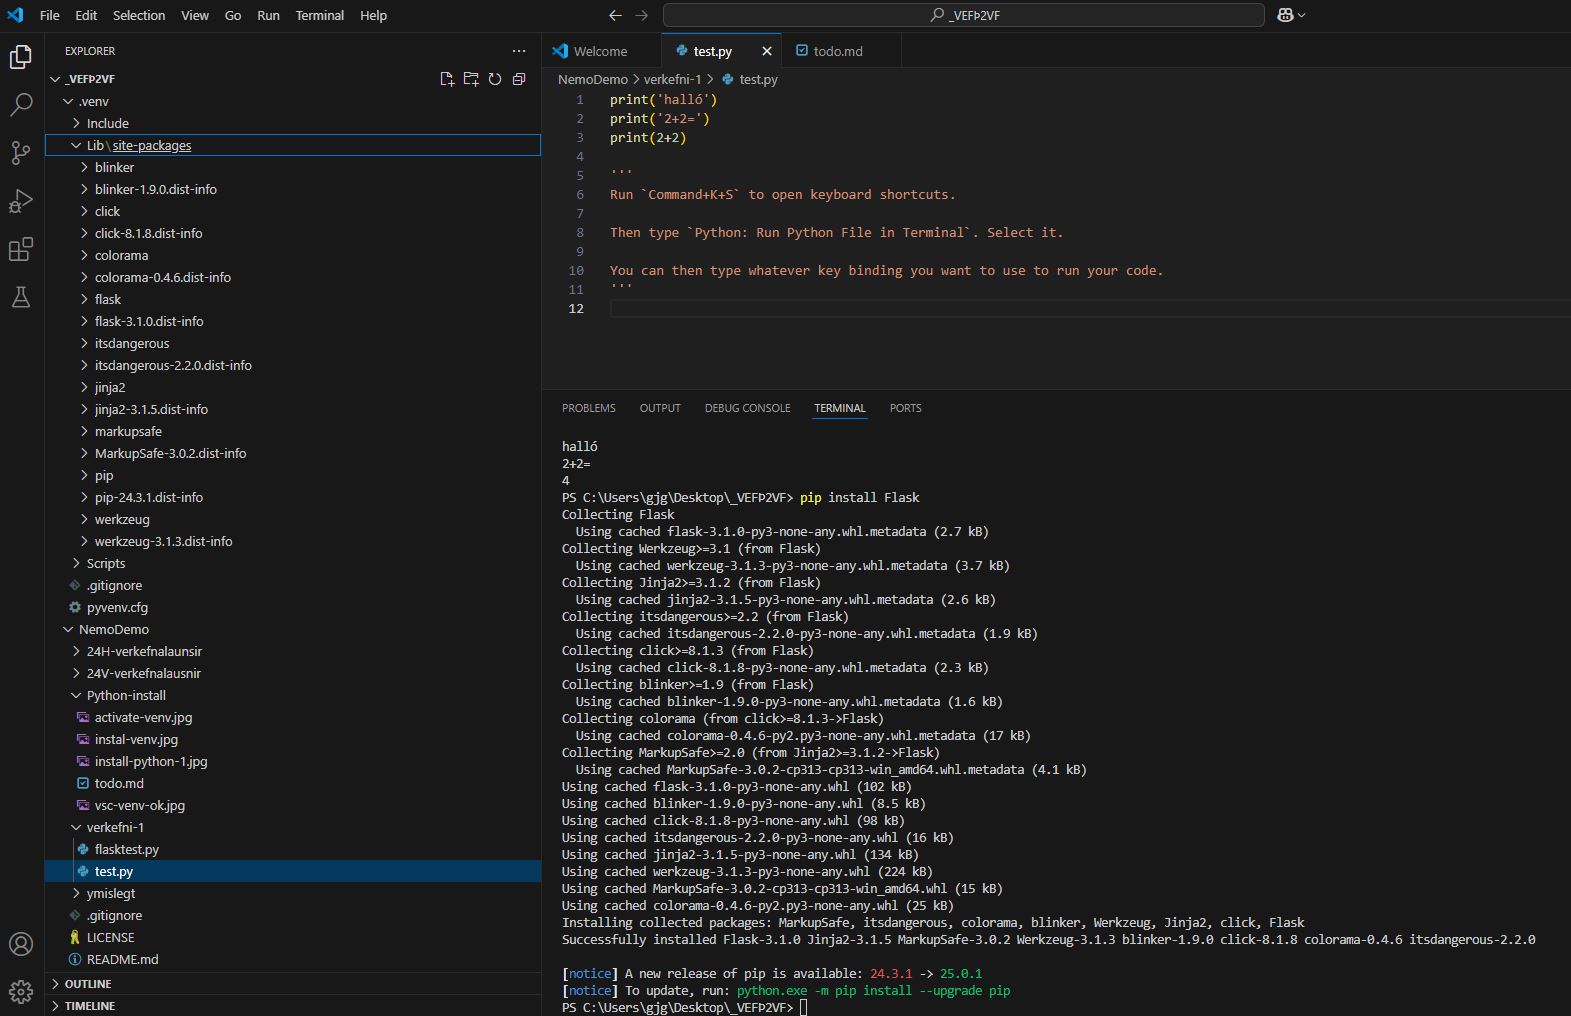 File Edit Selection View Go Run Terminal Help
_VEFÞ2VF
EXPLORER
_VEFÞ2VF
.venv
Include
Lib\site-packages
blinker
blinker-1.9.0.dist-info
click
click-8.1.8.dist-info
colorama
colorama-0.4.6.dist-info
flask
flask-3.1.0.dist-info
itsdangerous
itsdangerous-2.2.0.dist-info
jinja2
jinja2-3.1.5.dist-info
markupsafe
MarkupSafe-3.0.2.dist-info
pip
pip-24.3.1.dist-info
werkzeug
werkzeug-3.1.3.dist-info
Scripts
.gitignore
pyvenv.cfg
NemoDemo
24H-verkefnalaunsir
24V-verkefnalausnir
Python-install
activate-venv.jpg
instal-venv.jpg
install-python-1.jpg
todo.md
vsc-venv-ok.jpg
verkefni-1
flasktest.py
test.py
ymislegt
.gitignore
LICENSE
README.md
OUTLINE
TIMELINE
Welcome test.py todo.md
NemoDemo > verkefni-1 > test.py
1 print('halló')
2 print('2+2=')
3 print(2+2)
4
5 '''
6 Run `Command+K+S` to open keyboard shortcuts.
7
8 Then type `Python: Run Python File in Terminal`. Select it.
9
10 You can then type whatever key binding you want to use to run your code.
11 '''
12
PROBLEMS OUTPUT DEBUG CONSOLE TERMINAL PORTS
halló
2+2=
4
PS C:\Users\gjg\Desktop\_VEFÞ2VF> pip install Flask
Collecting Flask
Using cached flask-3.1.0-py3-none-any.whl.metadata (2.7 kB)
Collecting Werkzeug>=3.1 (from Flask)
Using cached werkzeug-3.1.3-py3-none-any.whl.metadata (3.7 kB)
Collecting Jinja2>=3.1.2 (from Flask)
Using cached jinja2-3.1.5-py3-none-any.whl.metadata (2.6 kB)
Collecting itsdangerous>=2.2 (from Flask)
Using cached itsdangerous-2.2.0-py3-none-any.whl.metadata (1.9 kB)
Collecting click>=8.1.3 (from Flask)
Using cached click-8.1.8-py3-none-any.whl.metadata (2.3 kB)
Collecting blinker>=1.9 (from Flask)
Using cached blinker-1.9.0-py3-none-any.whl.metadata (1.6 kB)
Collecting colorama (from click>=8.1.3->Flask)
Using cached colorama-0.4.6-py2.py3-none-any.whl.metadata (17 kB)
Collecting MarkupSafe>=2.0 (from Jinja2>=3.1.2->Flask)
Using cached MarkupSafe-3.0.2-cp313-cp313-win_amd64.whl.metadata (4.1 kB)
Using cached flask-3.1.0-py3-none-any.whl (102 kB)
Using cached blinker-1.9.0-py3-none-any.whl (8.5 kB)
Using cached click-8.1.8-py3-none-any.whl (98 kB)
Using cached itsdangerous-2.2.0-py3-none-any.whl (16 kB)
Using cached jinja2-3.1.5-py3-none-any.whl (134 kB)
Using cached werkzeug-3.1.3-py3-none-any.whl (224 kB)
Using cached MarkupSafe-3.0.2-cp313-cp313-win_amd64.whl (15 kB)
Using cached colorama-0.4.6-py2.py3-none-any.whl (25 kB)
Installing collected packages: MarkupSafe, itsdangerous, colorama, blinker, Werkzeug, Jinja2, click, Flask
Successfully installed Flask-3.1.0 Jinja2-3.1.5 MarkupSafe-3.0.2 Werkzeug-3.1.3 blinker-1.9.0 click-8.1.8 colorama-0.4.6 itsdangerous-2.2.0
[notice] A new release of pip is available: 24.3.1 -> 25.0.1
[notice] To update, run: python.exe -m pip install --upgrade pip
PS C:\Users\gjg\Desktop\_VEFÞ2VF>